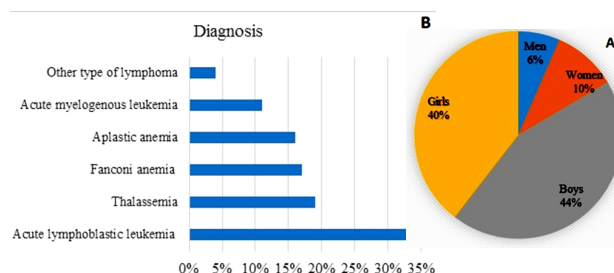 Diagnosis
Other type of lymphoma
Acute myelogenous leukemia
Aplastic anemia
Fanconi anemia
Thalassemia
Acute lymphoblastic leukemia
0% 5% 10% 15% 20% 25% 30% 35%
B
A
Men
6%
Women
10%
Girls
40%
Boys
44%